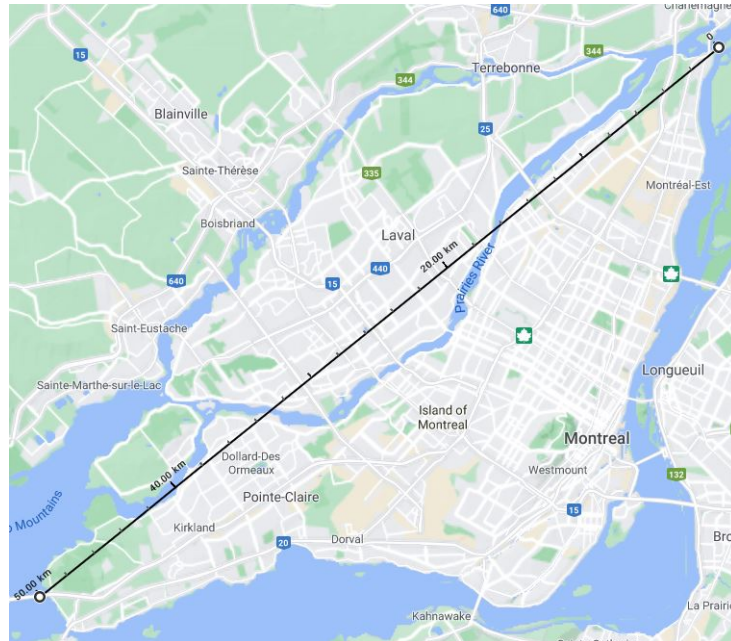 Charlemagne
640
15
344
Terrebonne
0
344
Blainville
25
Sainte-Thérèse
335
Montréal-Est
Boisbriand
Laval
20.00 km
Prairies River
440
15
640
Saint-Eustache
Longueuil
Sainte-Marthe-sur-le-Lac
Island of
Montreal
Montreal
Dollard-Des
Ormeaux
Westmount
132
40.00 km
Pointe-Claire
15
Mountains
Kirkland
20
Dorval
Bro
50.00 km
La Prairie
Kahnawake